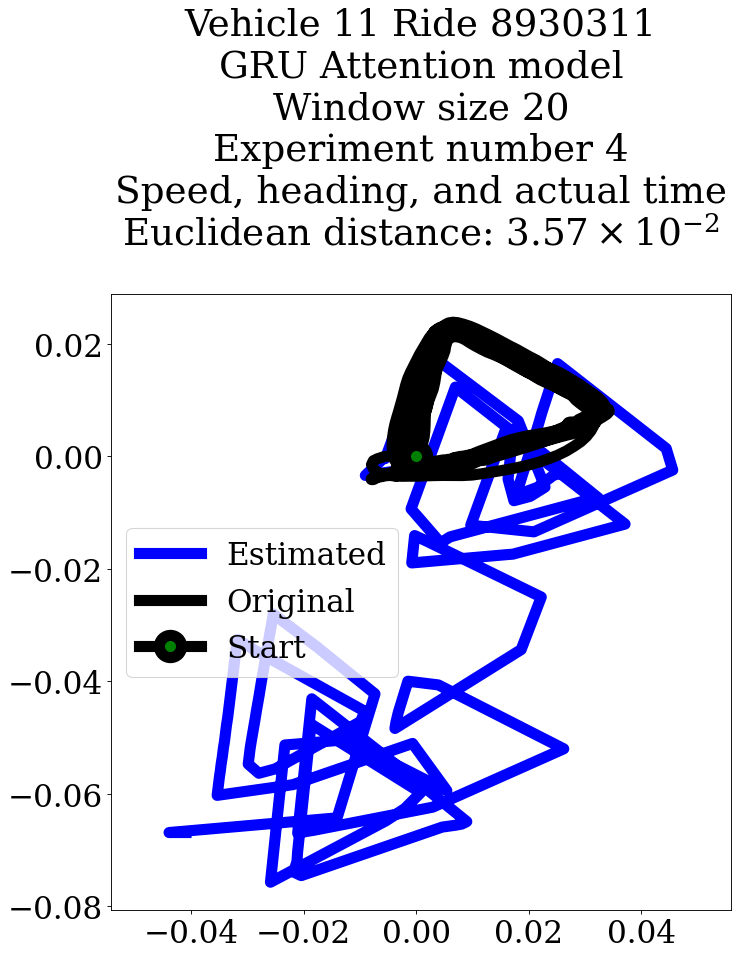 Vehicle 11 Ride 8930311
GRU Attention model
Window size 20
Experiment number 4
Speed, heading, and actual time
Euclidean distance: 3.57 × 10⁻²
0.02
0.00
−0.02
−0.04
−0.06
−0.08
Estimated
Original
Start
−0.04 −0.02 0.00 0.02 0.04